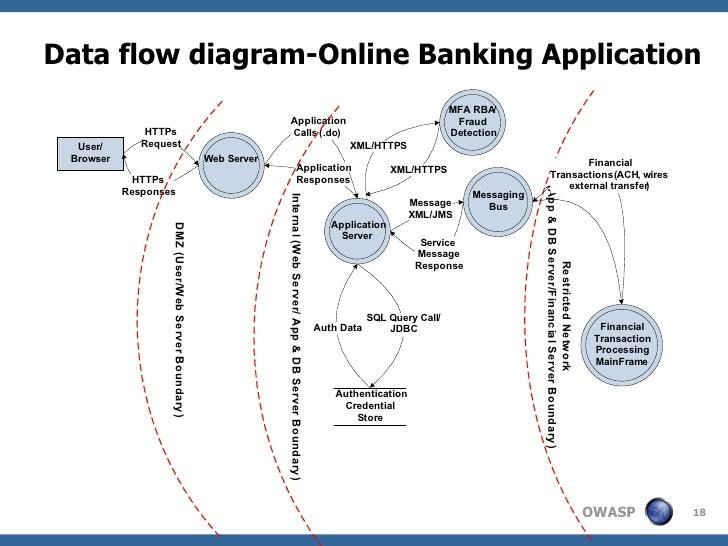 Data flow diagram-Online Banking Application
User/
Browser
HTTPs
Request
HTTPs
Responses
Web Server
Application
Calls (.do)
Application
Responses
XML/HTTPS
XML/HTTPS
MFA RBA/
Fraud
Detection
Application
Server
Message
XML/JMS
Service
Message
Response
Messaging
Bus
Financial
Transactions(ACH, wires
external transfer)
Financial
Transaction
Processing
MainFrame
Auth Data
SQL Query Call/
JDBC
Authentication
Credential
Store
DMZ (User/Web Server Boundary)
Internal (Web Server/ App & DB Server Boundary)
Restricted Network
(App & DB Server/Financial Server Boundary)
OWASP
18